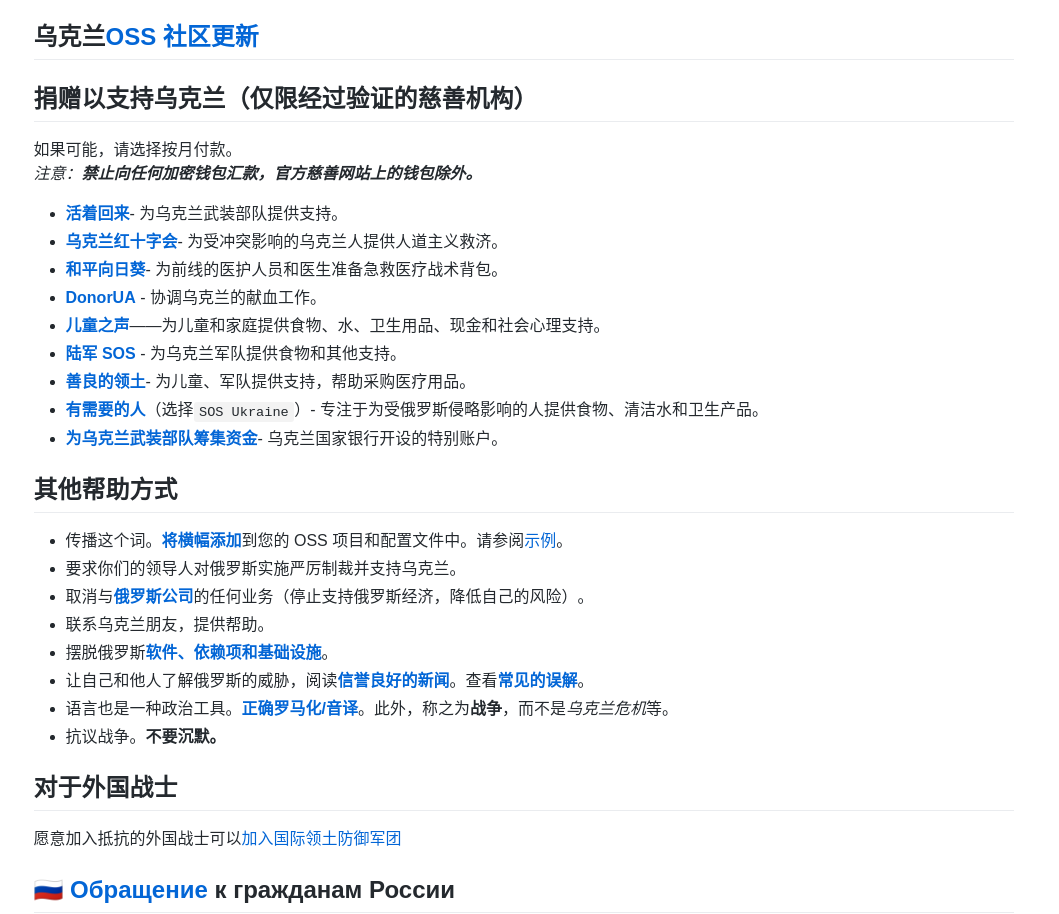 乌克兰OSS 社区更新
捐赠以支持乌克兰（仅限经过验证的慈善机构）
如果可能，请选择按月付款。
注意：禁止向任何加密钱包汇款，官方慈善网站上的钱包除外。
活着回来- 为乌克兰武装部队提供支持。
乌克兰红十字会- 为受冲突影响的乌克兰人提供人道主义救济。
和平向日葵- 为前线的医护人员和医生准备急救医疗战术背包。
DonorUA - 协调乌克兰的献血工作。
儿童之声——为儿童和家庭提供食物、水、卫生用品、现金和社会心理支持。
陆军 SOS - 为乌克兰军队提供食物和其他支持。
善良的领土- 为儿童、军队提供支持，帮助采购医疗用品。
有需要的人（选择 SOS Ukraine ）- 专注于为受俄罗斯侵略影响的人提供食物、清洁水和卫生产品。
为乌克兰武装部队筹集资金- 乌克兰国家银行开设的特别账户。
其他帮助方式
传播这个词。将横幅添加到您的 OSS 项目和配置文件中。请参阅示例。
要求你们的领导人对俄罗斯实施严厉制裁并支持乌克兰。
取消与俄罗斯公司的任何业务（停止支持俄罗斯经济，降低自己的风险）。
联系乌克兰朋友，提供帮助。
摆脱俄罗斯软件、依赖项和基础设施。
让自己和他人了解俄罗斯的威胁，阅读信誉良好的新闻。查看常见的误解。
语言也是一种政治工具。正确罗马化/音译。此外，称之为战争，而不是乌克兰危机等。
抗议战争。不要沉默。
对于外国战士
愿意加入抵抗的外国战士可以加入国际领土防御军团
🇷🇺 Обращение к гражданам России